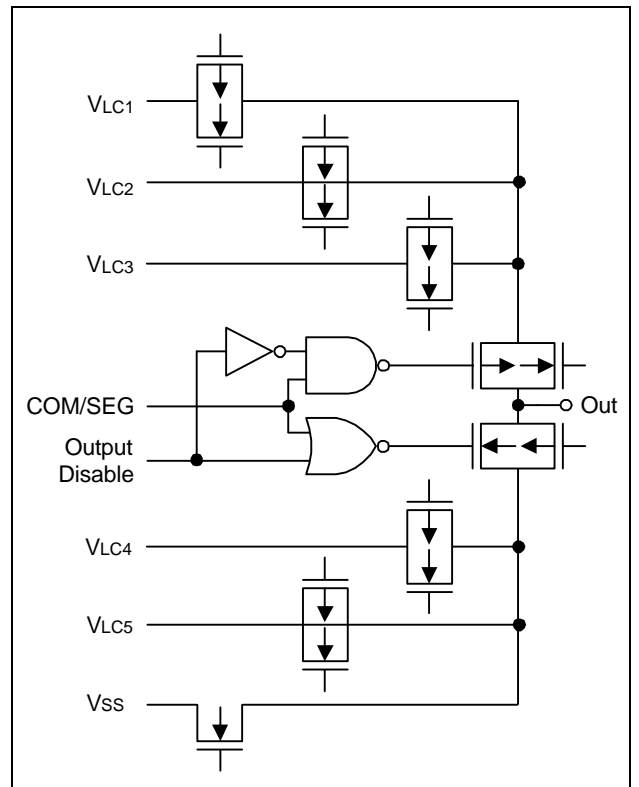 VLC1
VLC2
VLC3
COM/SEG
Out
Output
Disable
VLC4
VLC5
VSS